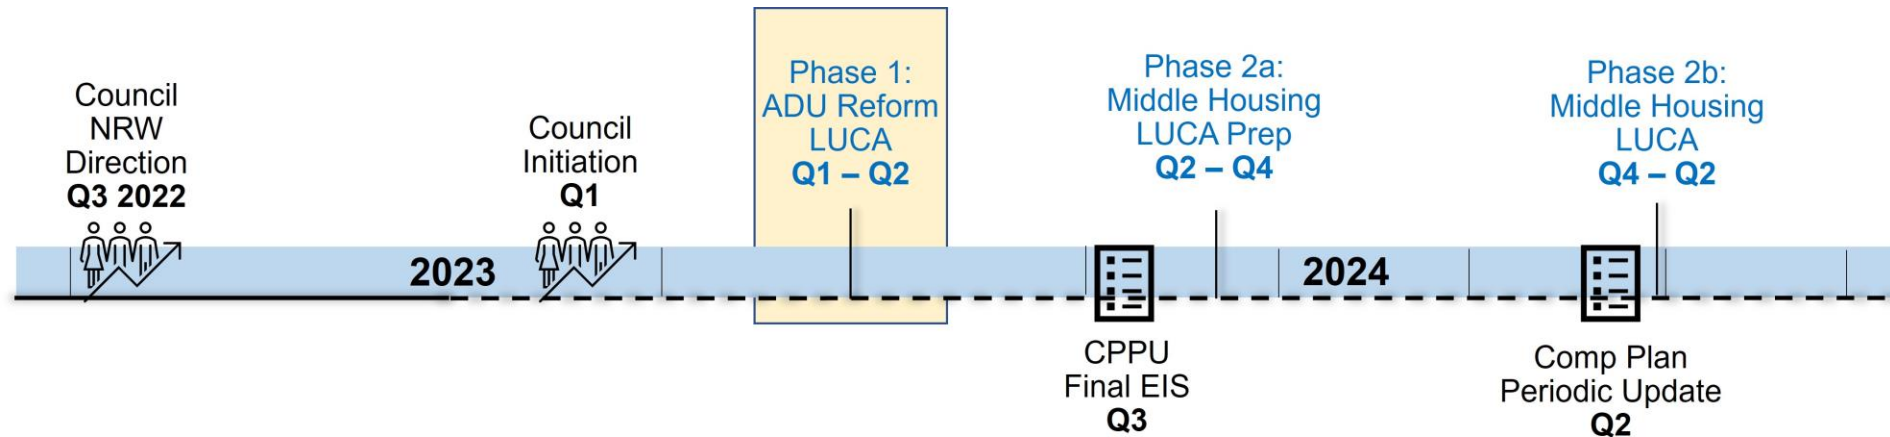 Council
NRW
Direction
Q3 2022
Council
Initiation
Q1
Phase 1:
ADU Reform
LUCA
Q1 – Q2
Phase 2a:
Middle Housing
LUCA Prep
Q2 – Q4
Phase 2b:
Middle Housing
LUCA
Q4 – Q2
2023
2024
CPPU
Final EIS
Q3
Comp Plan
Periodic Update
Q2